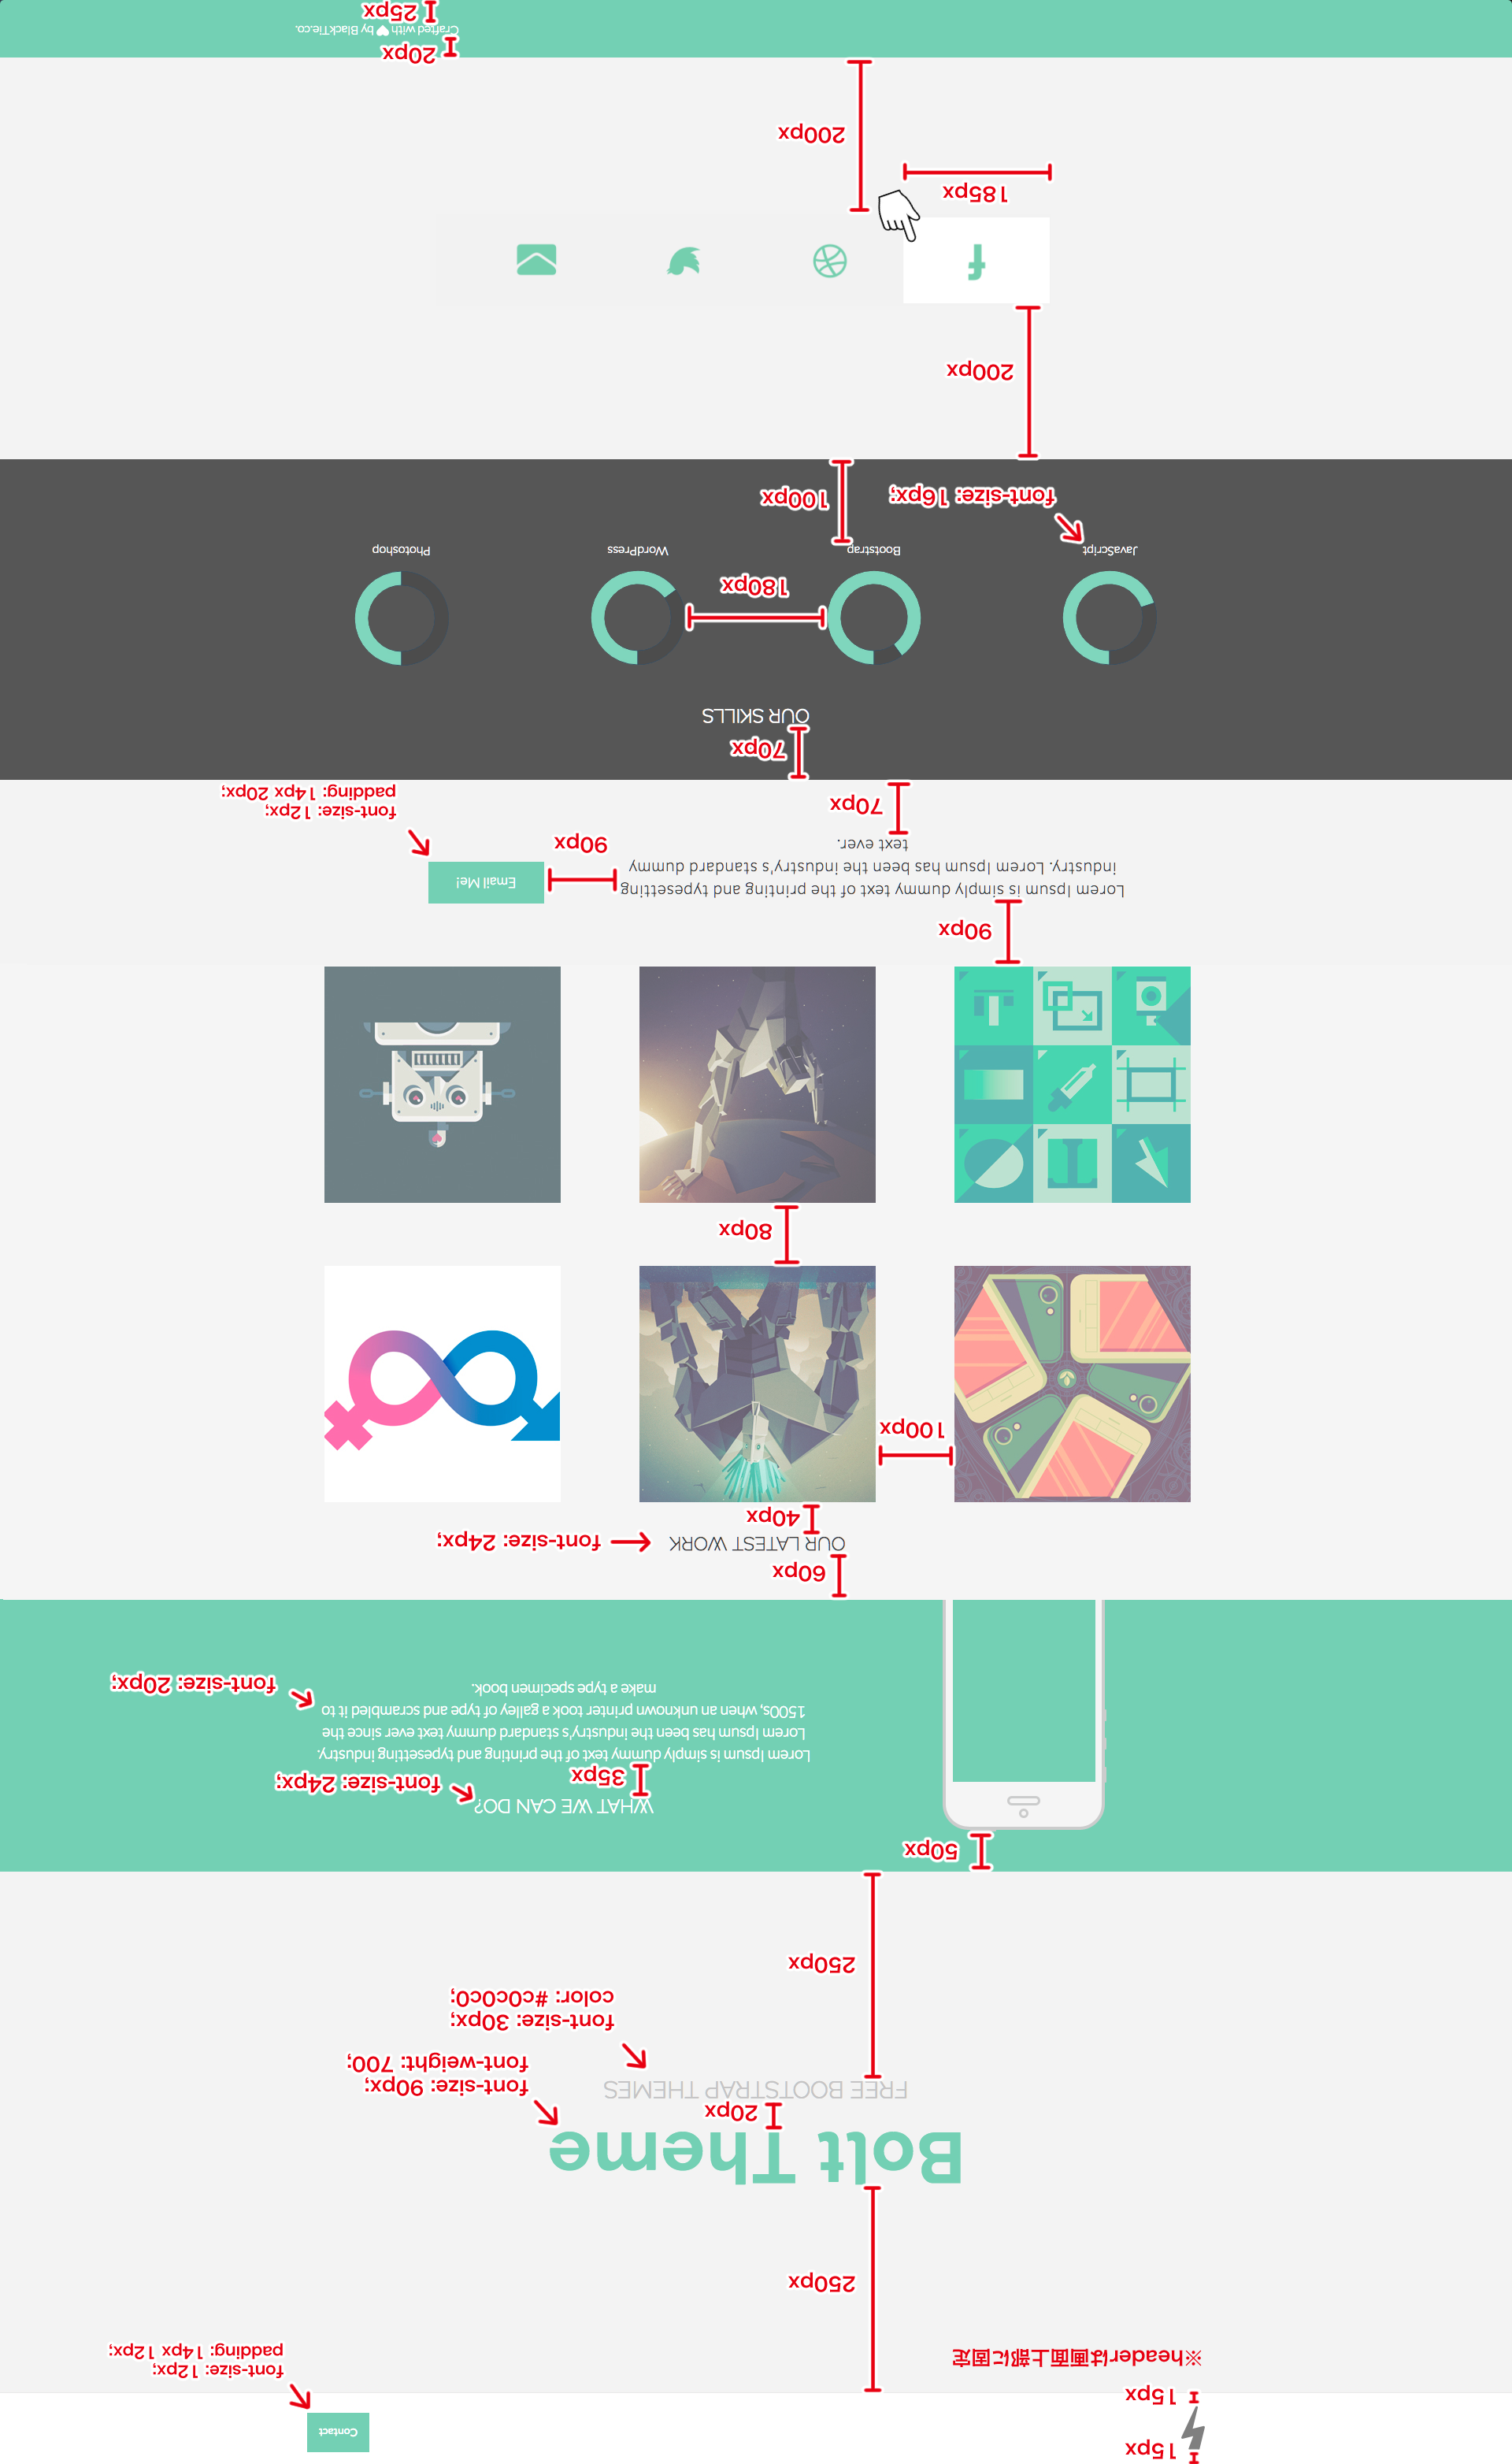 15px
Contact
15px
font-size: 12px;
padding: 14px 12px;
※headerは画面上部に固定
250px
Bolt Theme
20px
font-size: 90px;
font-weight: 700;
FREE BOOTSTRAP THEMES
font-size: 30px;
color: #c0c0c0;
250px
50px
WHAT WE CAN DO?
font-size: 24px;
35px
Lorem Ipsum is simply dummy text of the printing and typesetting industry.
Lorem Ipsum has been the industry's standard dummy text ever since the
1500s, when an unknown printer took a galley of type and scrambled it to
make a type specimen book.
font-size: 20px;
60px
OUR LATEST WORK
font-size: 24px;
40px
100px
80px
90px
Lorem Ipsum is simply dummy text of the printing and typesetting
industry. Lorem Ipsum has been the industry's standard dummy
text ever.
90px
Email Me!
font-size: 12px;
padding: 14px 20px;
70px
70px
OUR SKILLS
180px
JavaScript
Bootstrap
WordPress
Photoshop
font-size: 16px;
100px
200px
185px
200px
20px
Crafted with by BlackTie.co.
25px